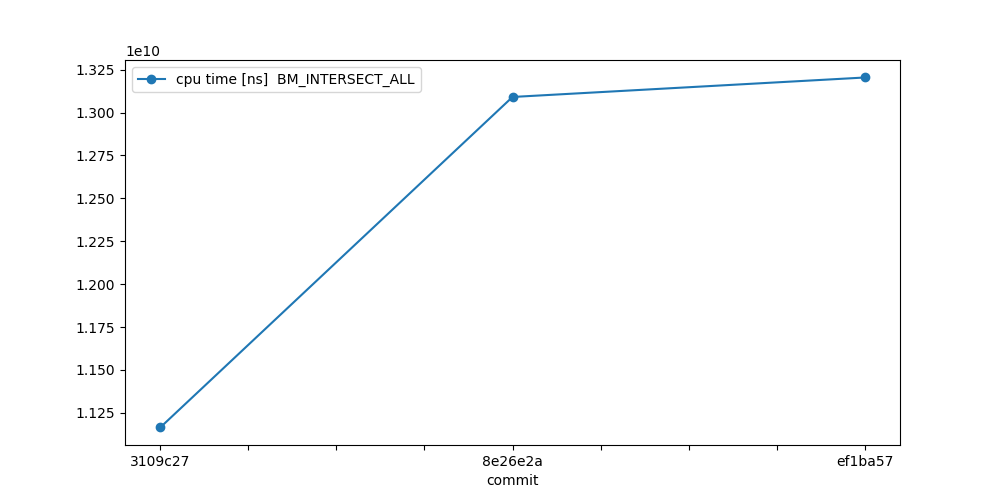 1e10
cpu time [ns]  BM_INTERSECT_ALL
1.325
1.300
1.275
1.250
1.225
1.200
1.175
1.150
1.125
3109c27
8e26e2a
ef1ba57
commit